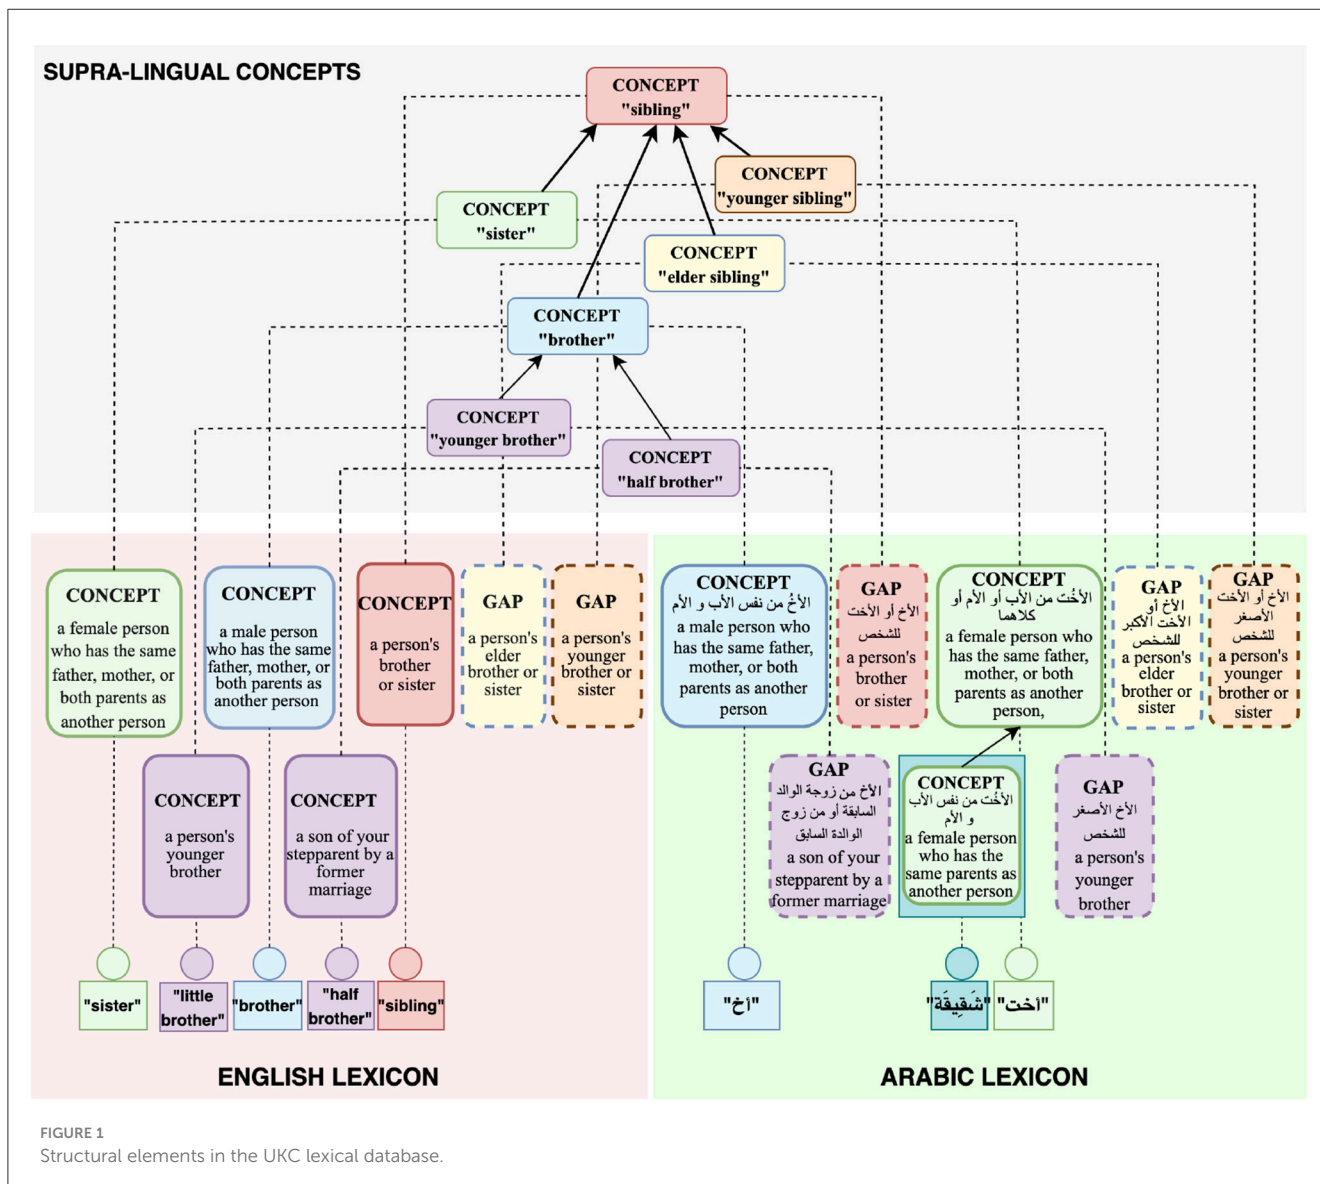 SUPRA-LINGUAL CONCEPTS
CONCEPT
"sibling"
CONCEPT
"younger sibling"
CONCEPT
"sister"
CONCEPT
"elder sibling"
CONCEPT
"brother"
CONCEPT
"younger brother"
CONCEPT
"half brother"
CONCEPT
a female person
who has the same
father, mother, or
both parents as
another person
CONCEPT
a male person
who has the same
father, mother, or
both parents as
another person
CONCEPT
a person's
brother
or sister
GAP
a person's
elder
brother or
sister
GAP
a person's
younger
brother or
sister
CONCEPT
a person's
younger
brother
CONCEPT
a son of your
stepparent by a
former
marriage
"sister"
"little
brother"
"brother"
"half
brother"
"sibling"
ENGLISH LEXICON
CONCEPT
الأخُ من نفس الأب و الأم
a male person who
has the same father,
mother, or both
parents as another
person
GAP
الأخ أو الأخت
للشخص
a person's
brother
or sister
CONCEPT
الأخُت من الأب أو الأم أو
كلاهما
a female person who
has the same father,
mother, or both
parents as another
person,
GAP
الأخ أو
الأخت الأكبر
للشخص
a person's
elder
brother or
sister
GAP
الأخ أو الأخت
الأصغر
للشخص
a person's
younger
brother or
sister
GAP
الأخ من زوجة الوالد
السابقة أو من زوج
الوالدة السابق
a son of your
stepparent by a
former marriage
CONCEPT
الأخُت من نفس الأب
و الأم
a female person
who has the
same parents as
another person
GAP
الأخ الأصغر
للشخص
a person's
younger
brother
"أخ"
"شَقِيقَة"
"أخت"
ARABIC LEXICON
FIGURE 1
Structural elements in the UKC lexical database.